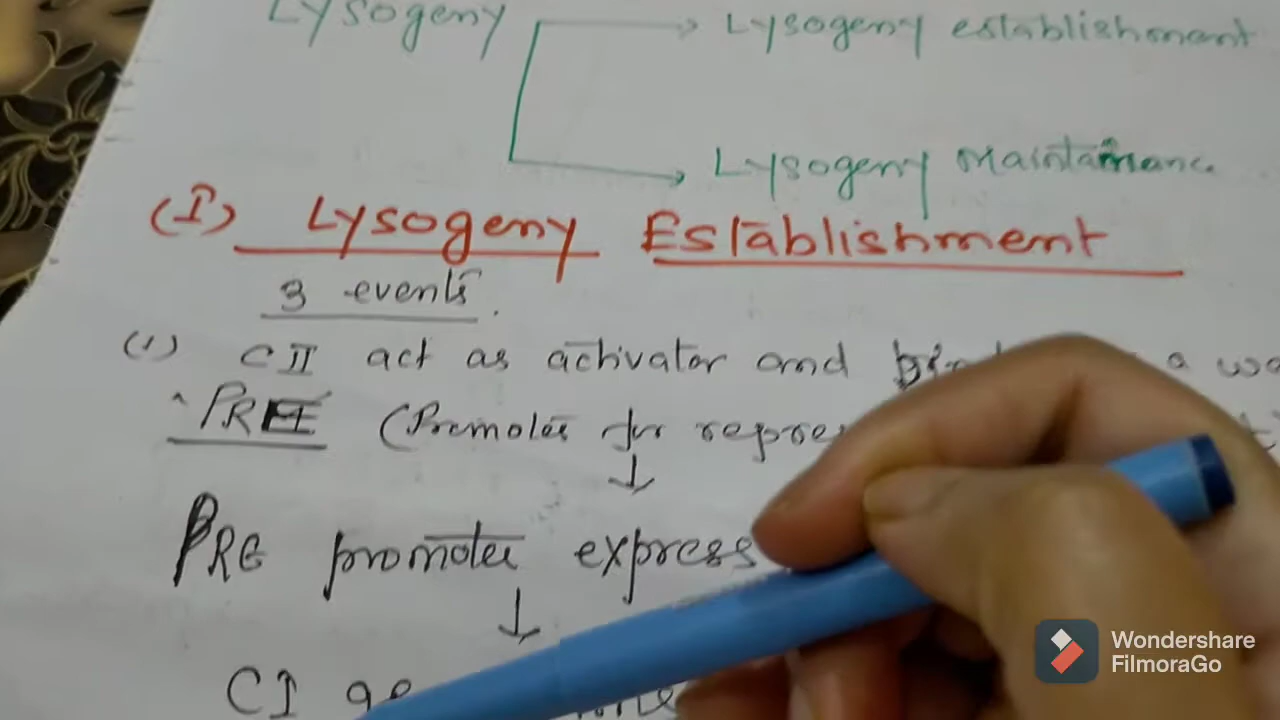 Lysogeny
Lysogeny establishment
Lysogeny Maintainance
(I) Lysogeny Establishment
3 events.
(1) CII act as activator and a
PRE (Promoter for
PRE promoter express
CI
Wondershare
FilmoraGo